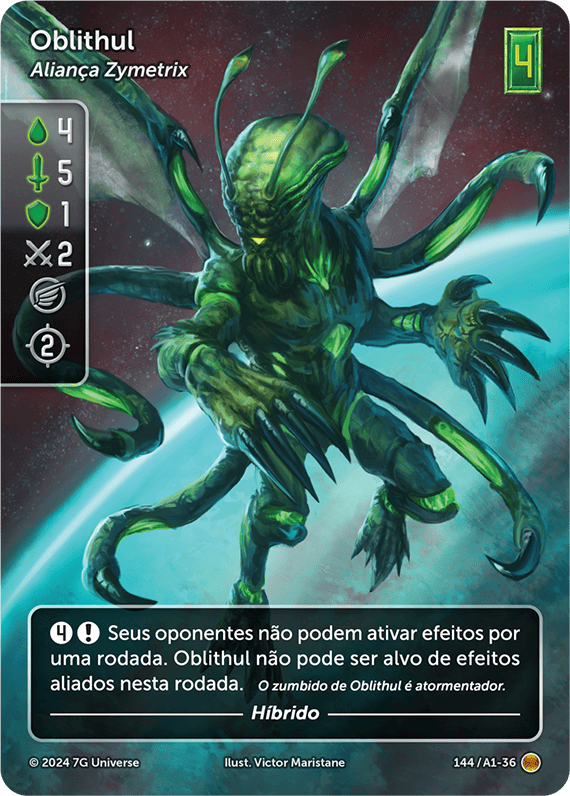 Oblithul
4
Aliança Zymetrix
4
5
1
2
2
4 ! Seus oponentes não podem ativar efeitos por
uma rodada. Oblithul não pode ser alvo de efeitos
aliados nesta rodada. O zumbido de Oblithul é atormentador.
Híbrido
© 2024 7G Universe Ilust. Victor Maristane 144 / A1-36